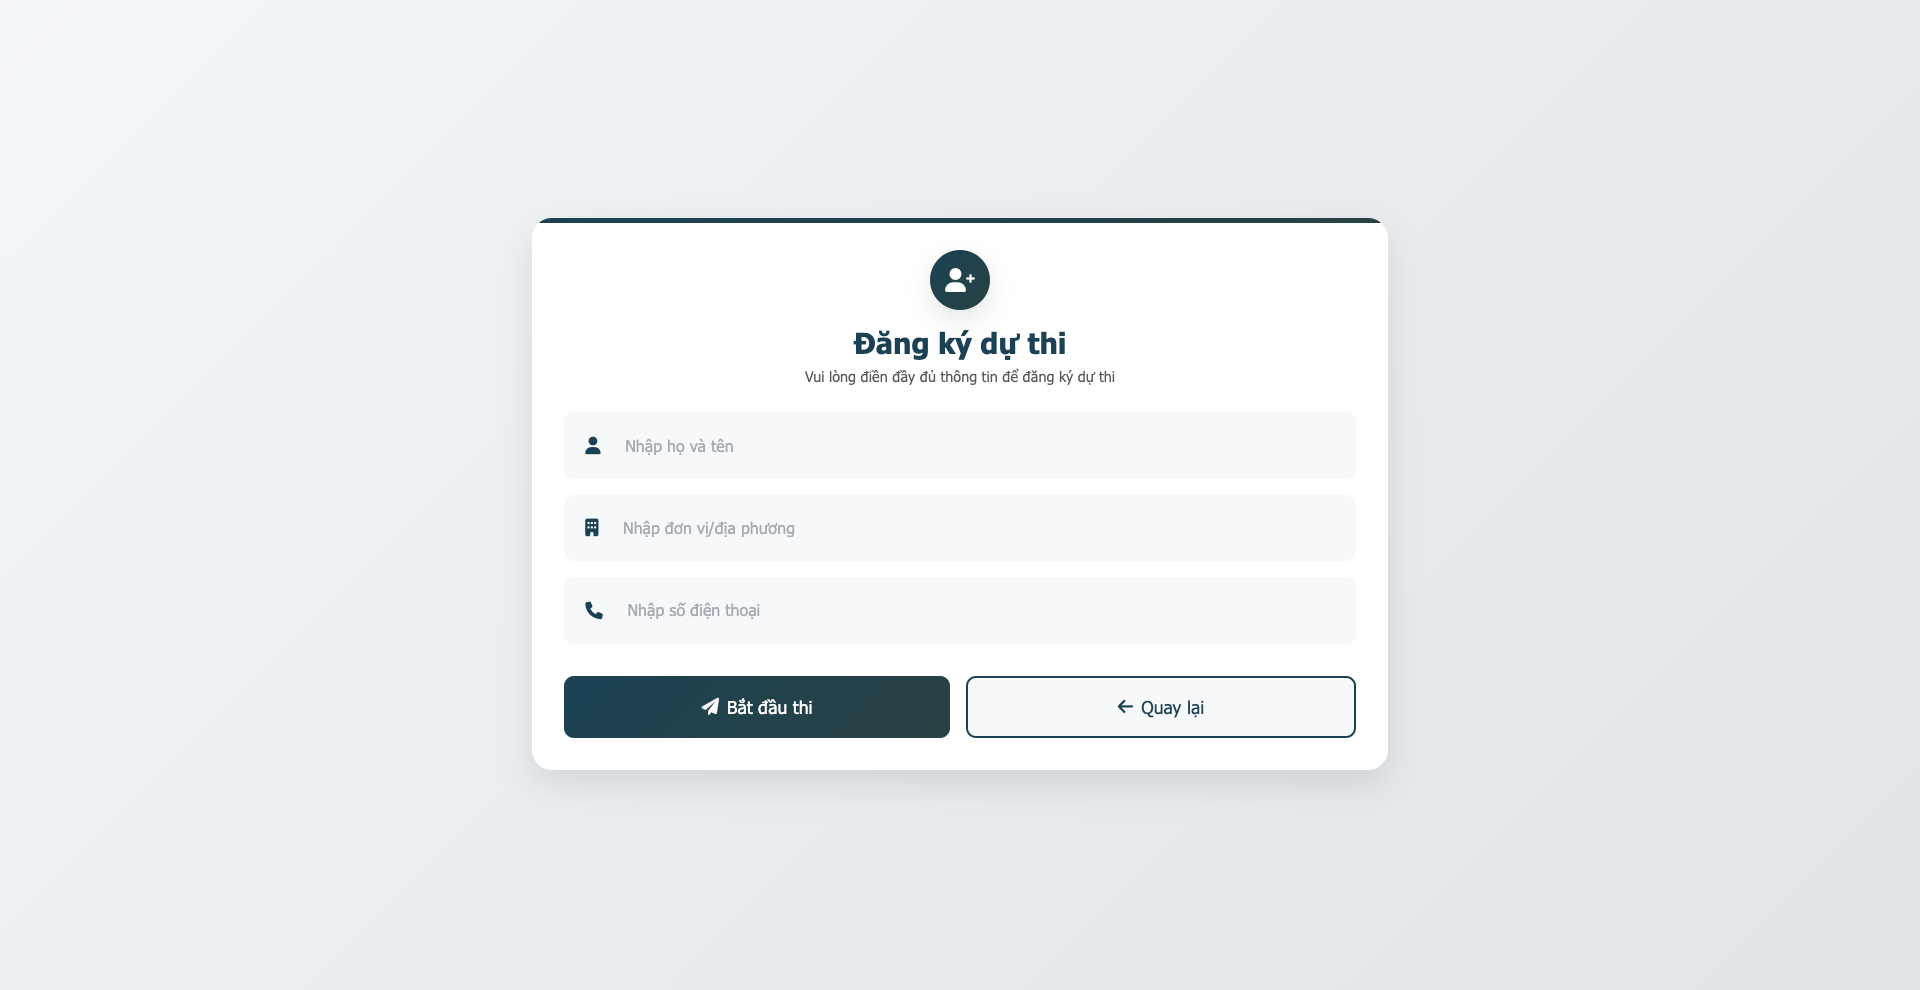 Đăng ký dự thi
Vui lòng điền đầy đủ thông tin để đăng ký dự thi
Nhập họ và tên
Nhập đơn vị/địa phương
Nhập số điện thoại
Bắt đầu thi
Quay lại